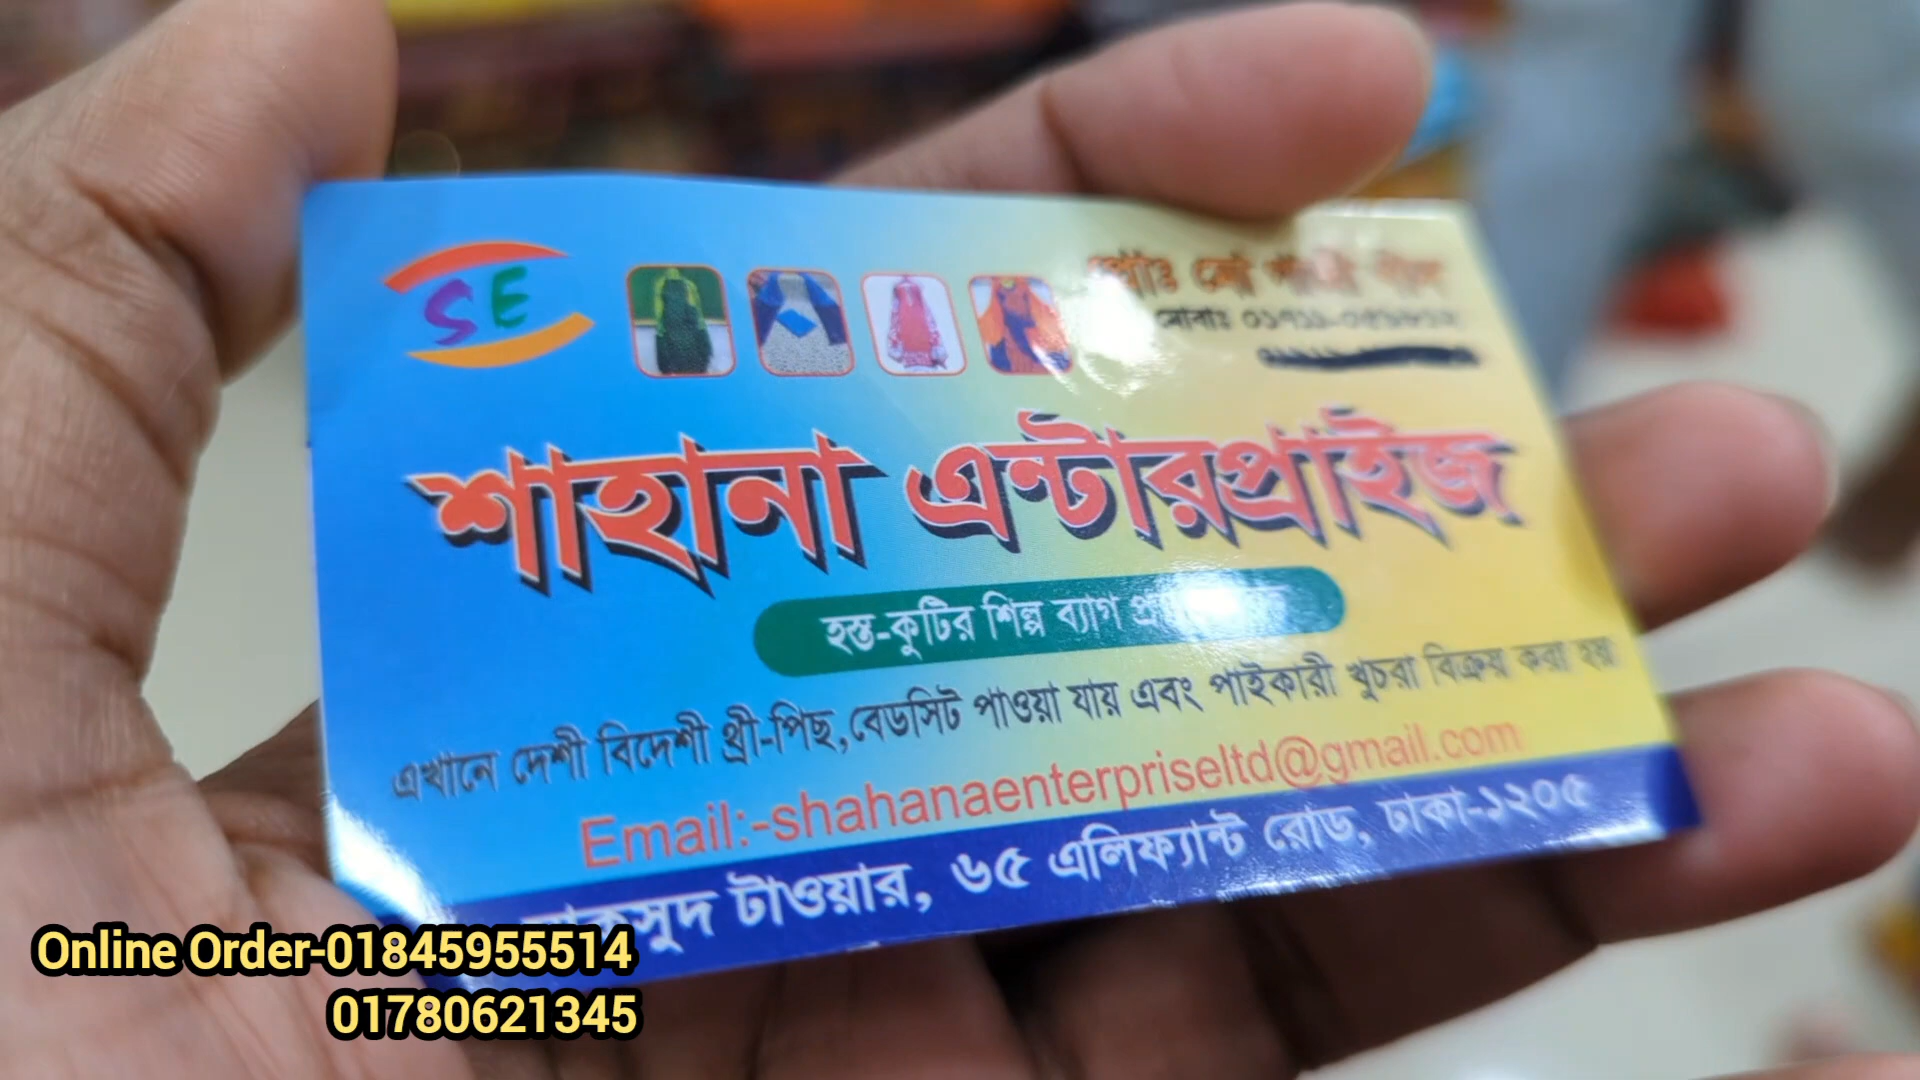 SE
শাহানা এন্টারপ্রাইজ
হস্ত-কুটির শিল্প ব্যাগ
এখানে দেশী বিদেশী থ্রী-পিছ,বেডসিট পাওয়া যায় এবং পাইকারী খুচরা বিক্রয় করা হয়
Email:-shahanaenterpriseltd@gmail.com
টাওয়ার, ৬৫ এলিফ্যান্ট রোড, ঢাকা-১২০৫
Online Order-01845955514
01780621345